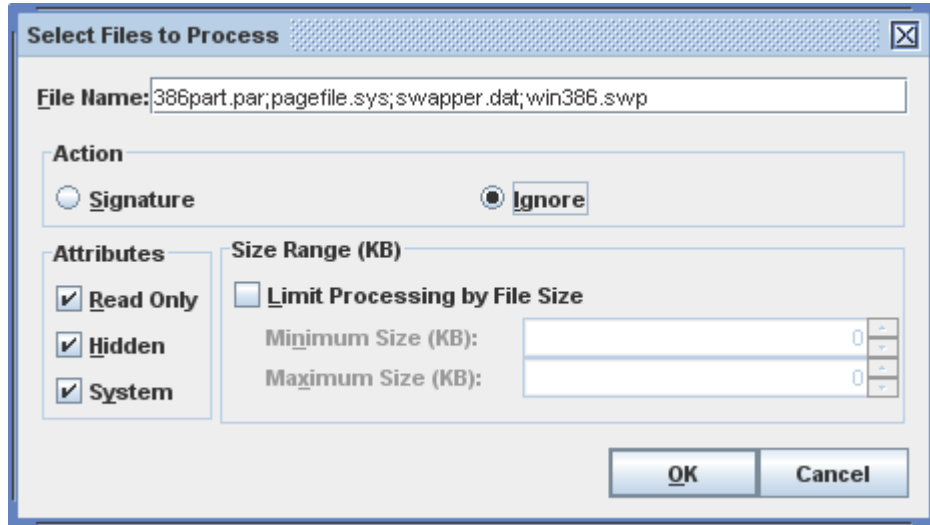 Select Files to Process
File Name: 386part.par;pagefile.sys;swapper.dat;win386.swp
Action
Signature
Ignore
Attributes
Read Only
Hidden
System
Size Range (KB)
Limit Processing by File Size
Minimum Size (KB): 0
Maximum Size (KB): 0
OK
Cancel